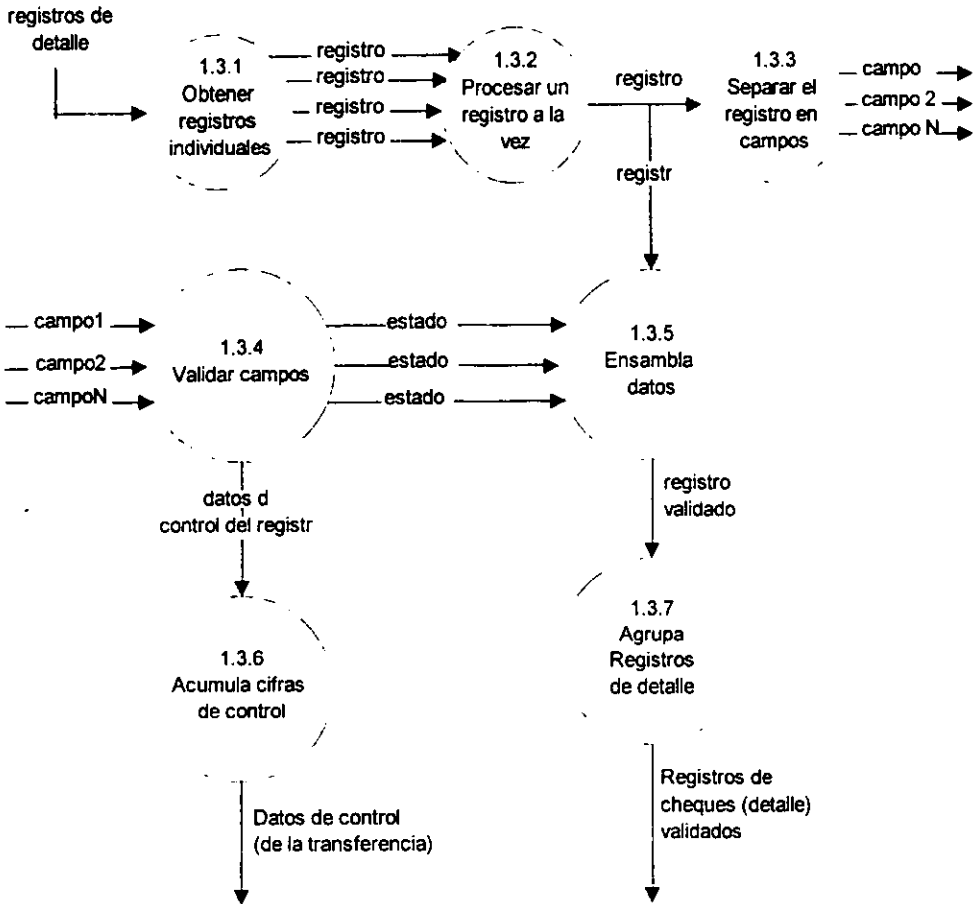 registros de
detalle
1.3.1
Obtener
registros
individuales
registro
registro
registro
registro
1.3.2
Procesar un
registro a la
vez
registro
registr
1.3.3
Separar el
registro en
campos
campo
campo 2
campo N
campo1
campo2
campoN
1.3.4
Validar campos
estado
estado
estado
1.3.5
Ensambla
datos
datos d
control del registr
registro
validado
1.3.6
Acumula cifras
de control
1.3.7
Agrupa
Registros
de detalle
Datos de control
(de la transferencia)
Registros de
cheques (detalle)
validados